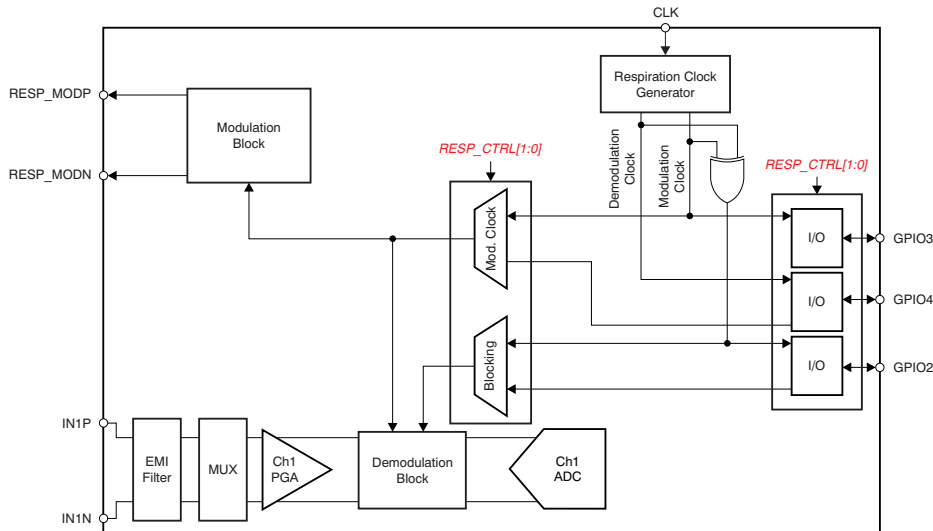 CLK
Respiration Clock
Generator
RESP_MODP
Modulation
Block
RESP_MODN
Demodulation
Clock
Modulation
Clock
RESP_CTRL[1:0]
RESP_CTRL[1:0]
Mod. Clock
I/O
GPIO3
I/O
GPIO4
Blocking
I/O
GPIO2
IN1P
EMI
Filter
MUX
Ch1
PGA
Demodulation
Block
Ch1
ADC
IN1N